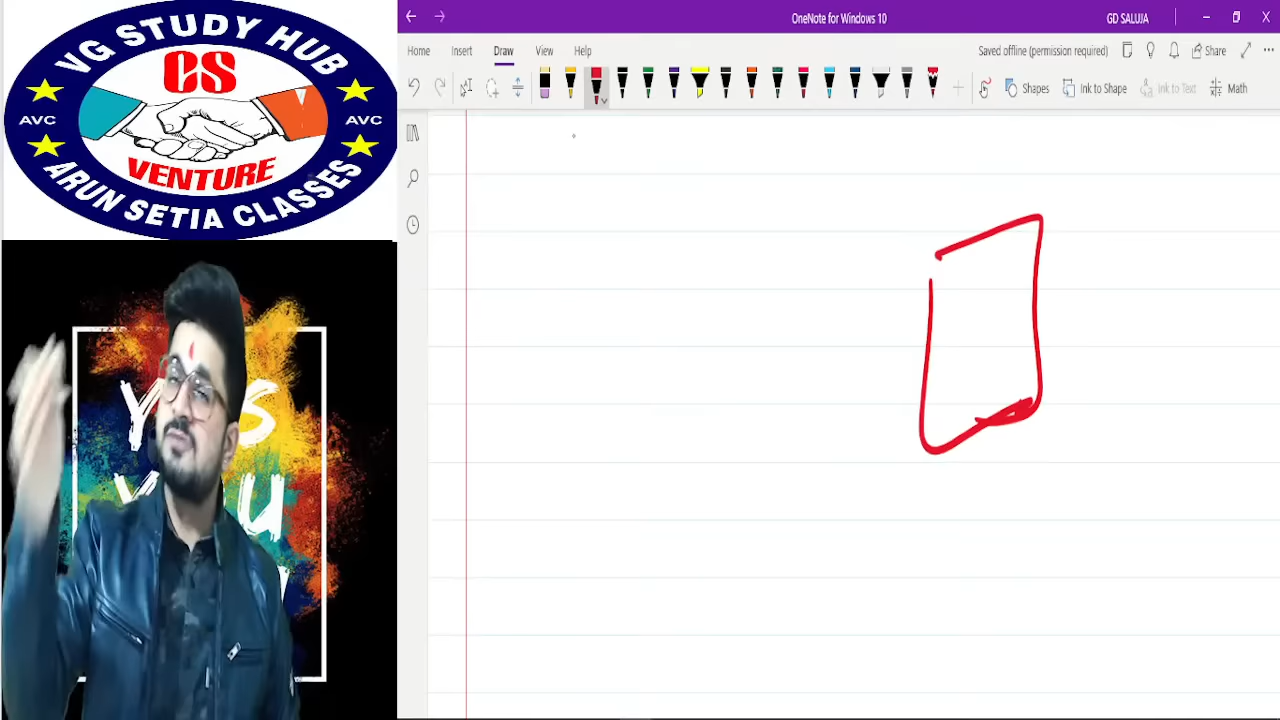 VG STUDY HUB
CS
AVC
AVC
VENTURE
ARUN SETIA CLASSES
OneNote for Windows 10
GD SALUJA
Home
Insert
Draw
View
Help
Saved offline (permission required)
Share
Shapes
Ink to Shape
Ink to Text
Math